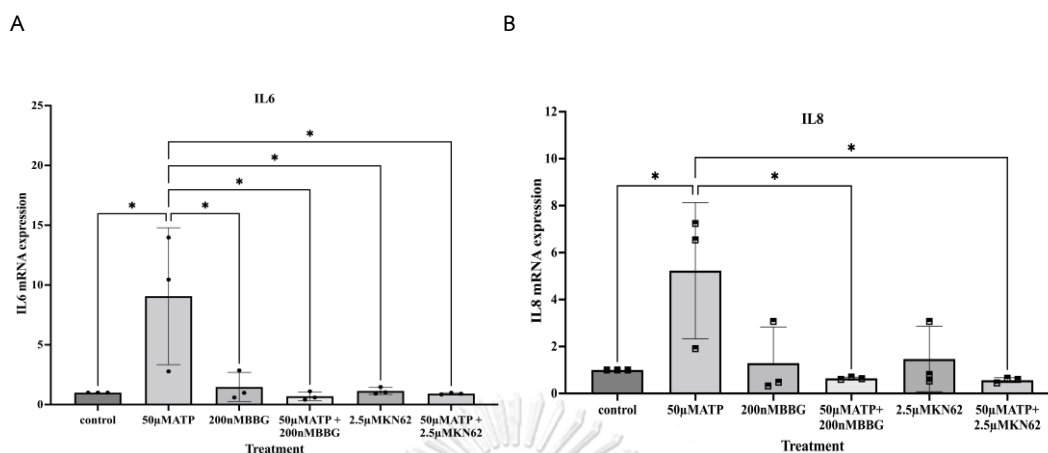 A
B
IL6
IL6 mRNA expression
25
20
15
10
5
0
*
*
*
*
*
control
50µMATP
200nMBBG
50µMATP +
200nMBBG
2.5µMKN62
50µMATP+
2.5µMKN62
Treatment
IL8
IL8 mRNA expression
12
10
8
6
4
2
0
*
*
*
control
50µMATP
200nMBBG
50µMATP+
200nMBBG
2.5µMKN62
50µMATP+
2.5µMKN62
Treatment